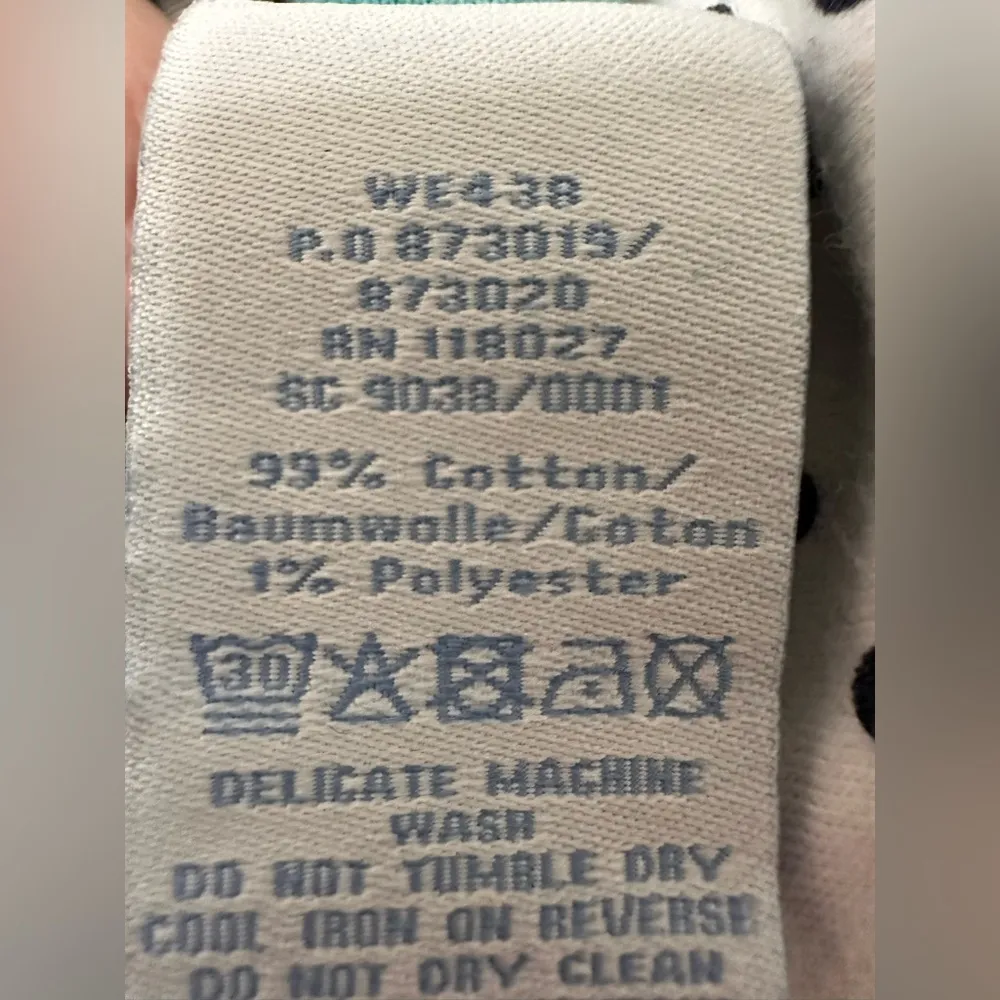 WE438
P.O 873019/
873020
RN 118027
SC 9038/0001
99% Cotton/
Baumwolle/Coton
1% Polyester
30
DELICATE MACHINE
WASH
DO NOT TUMBLE DRY
COOL IRON ON REVERSE
DO NOT DRY CLEAN